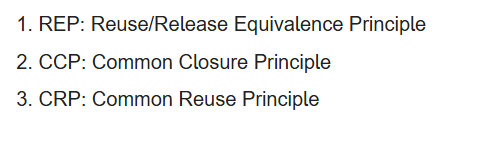 1. REP: Reuse/Release Equivalence Principle
2. CCP: Common Closure Principle
3. CRP: Common Reuse Principle